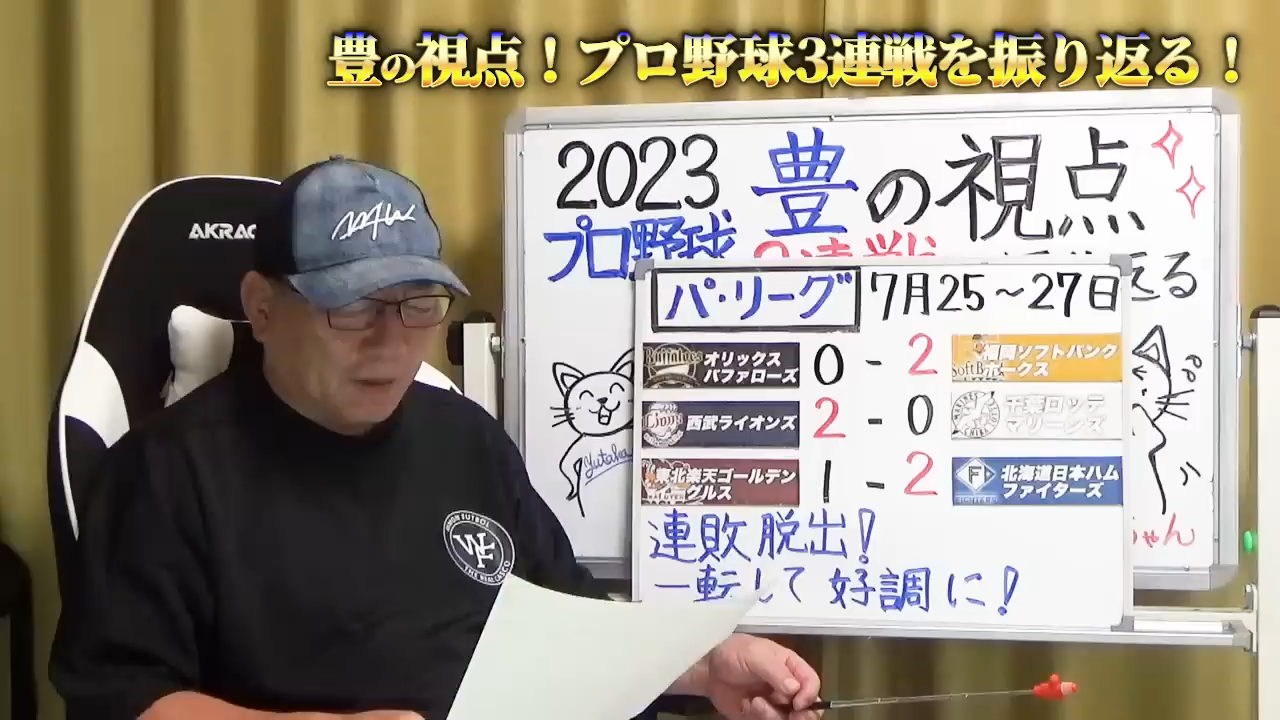 豊の視点！プロ野球3連戦を振り返る！
2023 豊の視点
プロ野球
返る
AKRAC
パ・リーグ 7月25～27日
オリックス
バファローズ 0 - 2 福岡ソフトバンク
ークス
西武ライオンズ 2 - 0 千葉ロッテ
マリーンズ
東北楽天ゴールデン
グルス 1 - 2 北海道日本ハム
ファイターズ
連敗脱出！
一転して好調に！
yutaka
ゃん
WLF